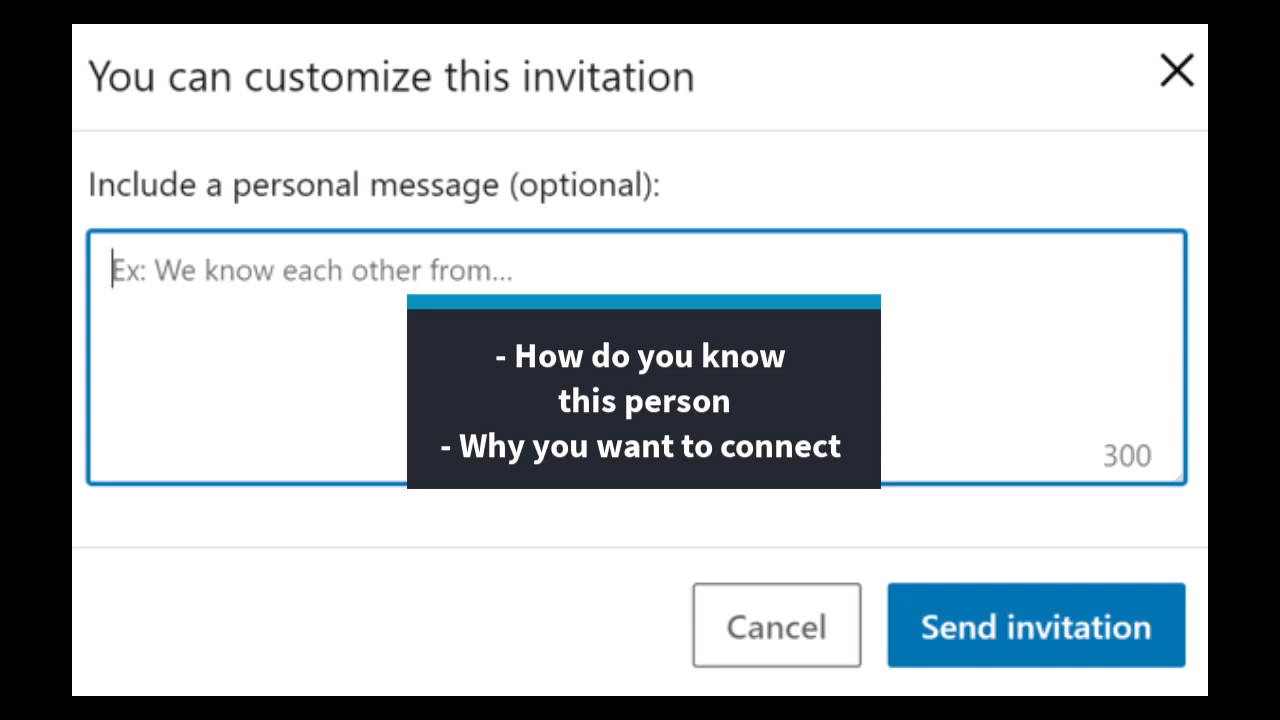 You can customize this invitation
Include a personal message (optional):
Ex: We know each other from...
- How do you know
this person
- Why you want to connect
300
Cancel
Send invitation